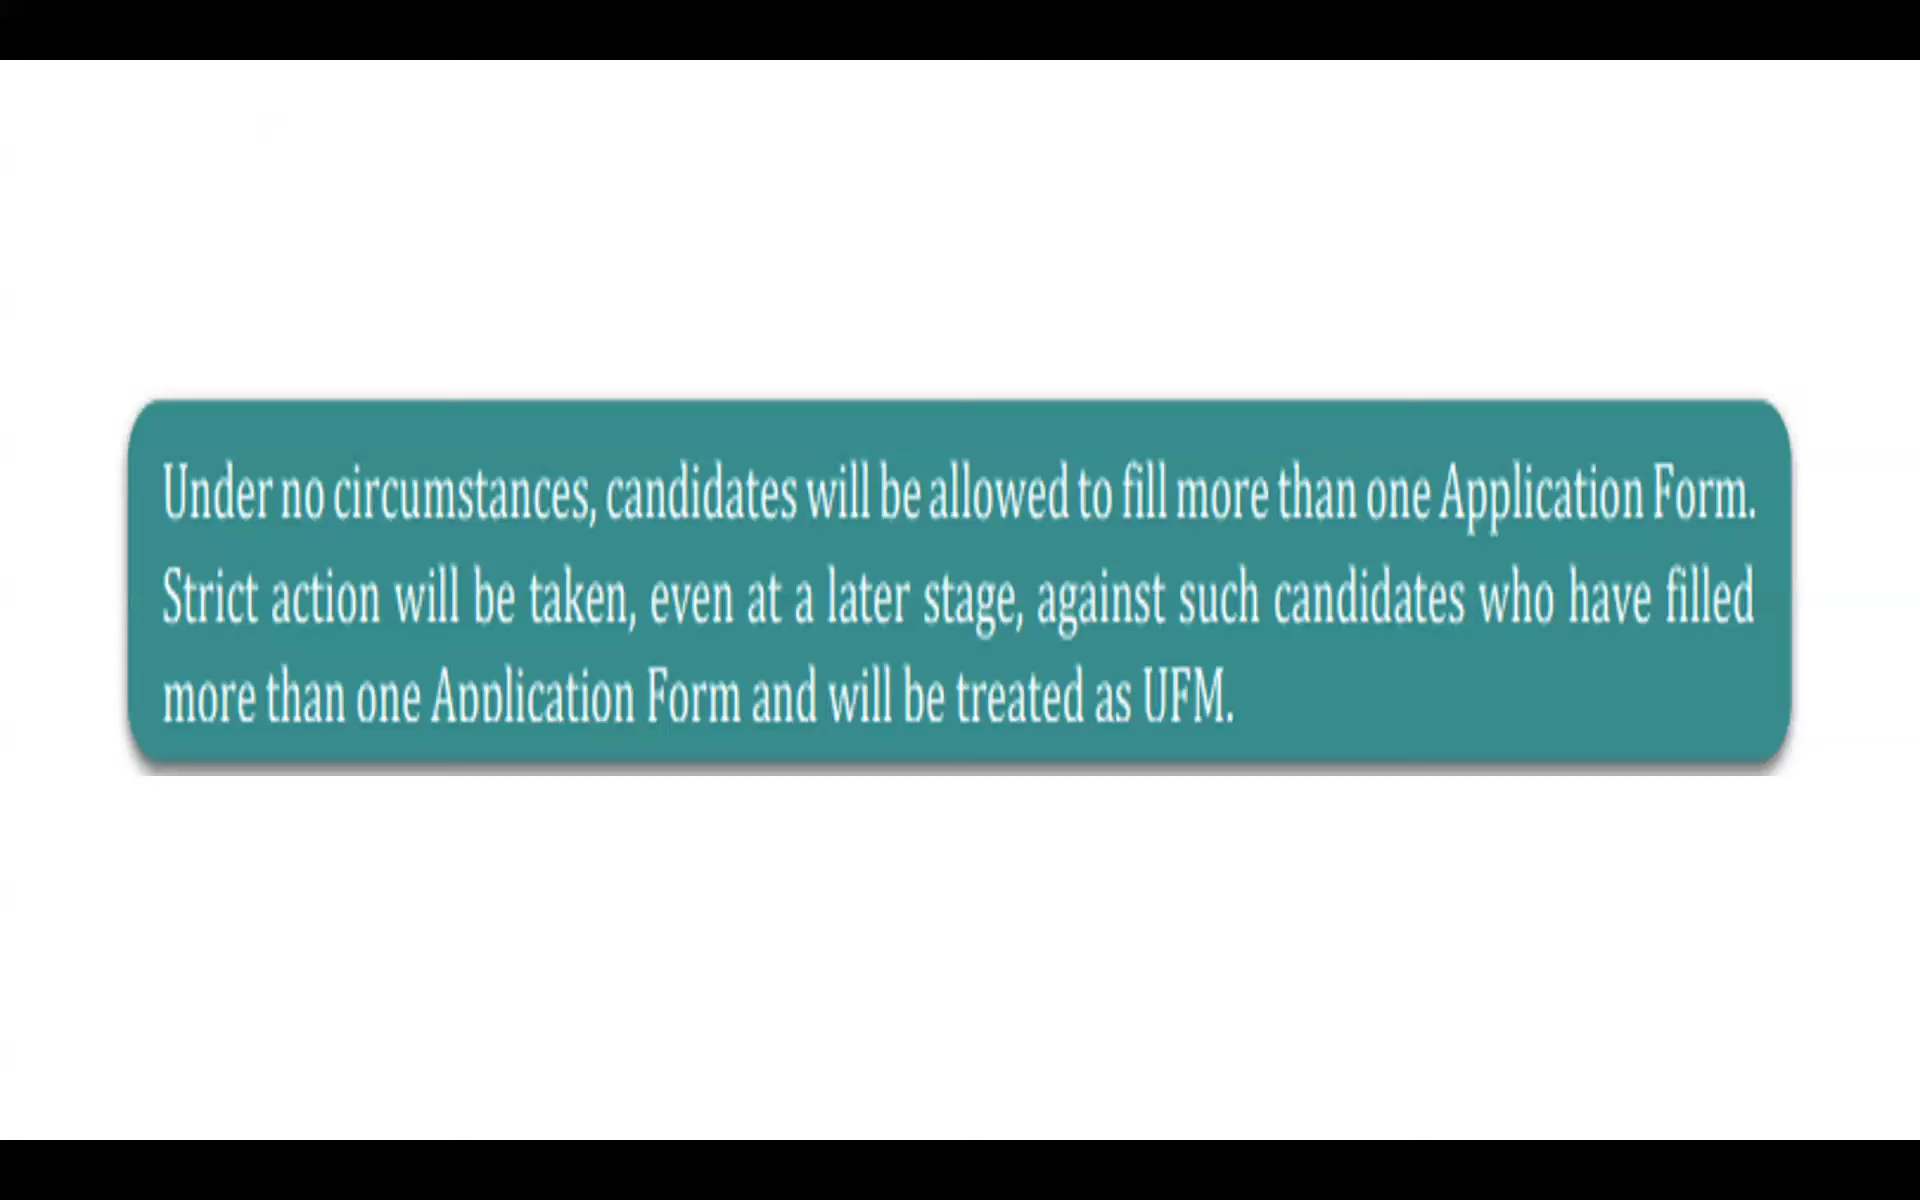 Under no circumstances, candidates will be allowed to fill more than one Application Form.
Strict action will be taken, even at a later stage, against such candidates who have filled
more than one Application Form and will be treated as UFM.